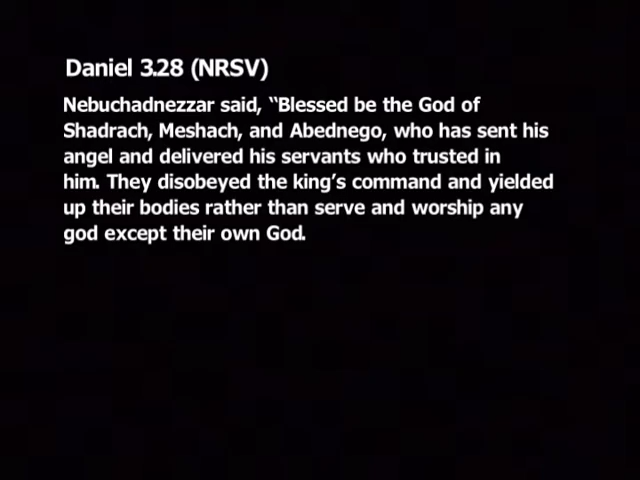 Daniel 3.28 (NRSV)
Nebuchadnezzar said, “Blessed be the God of
Shadrach, Meshach, and Abednego, who has sent his
angel and delivered his servants who trusted in
him. They disobeyed the king’s command and yielded
up their bodies rather than serve and worship any
god except their own God.